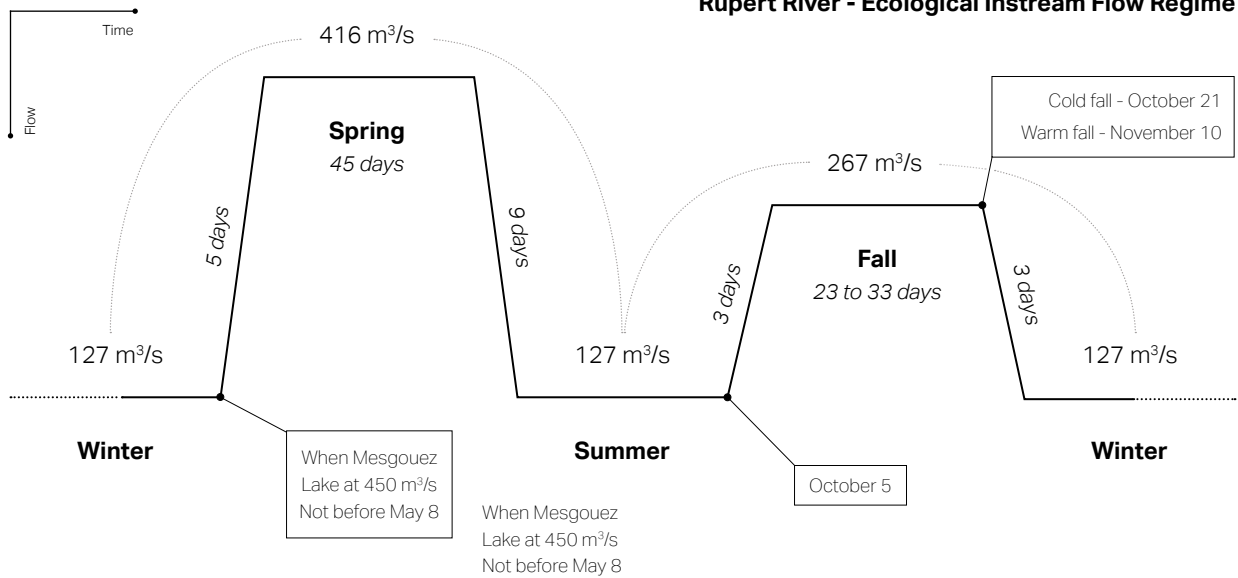 Rupert River - Ecological Instream Flow Regime
Time
Flow
416 m³/s
Spring
45 days
5 days
9 days
127 m³/s
Winter
When Mesgouez
Lake at 450 m³/s
Not before May 8
127 m³/s
Summer
When Mesgouez
Lake at 450 m³/s
Not before May 8
267 m³/s
Fall
23 to 33 days
3 days
3 days
October 5
Cold fall - October 21
Warm fall - November 10
127 m³/s
Winter